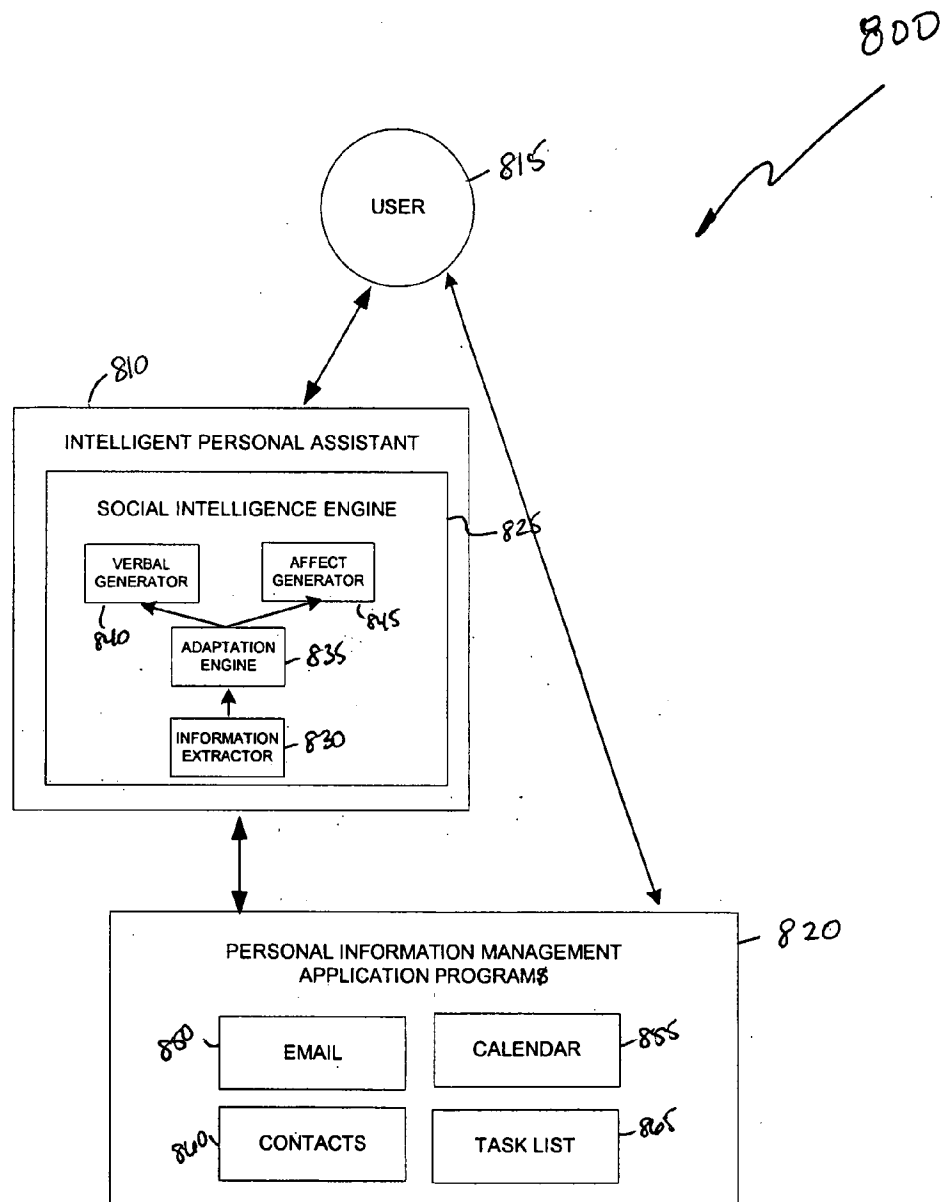 800
815
USER
810
INTELLIGENT PERSONAL ASSISTANT
SOCIAL INTELLIGENCE ENGINE
825
VERBAL
GENERATOR
AFFECT
GENERATOR
840
845
ADAPTATION
ENGINE
835
INFORMATION
EXTRACTOR
830
820
PERSONAL INFORMATION MANAGEMENT
APPLICATION PROGRAMS
EMAIL
CALENDAR
855
860
CONTACTS
TASK LIST
865